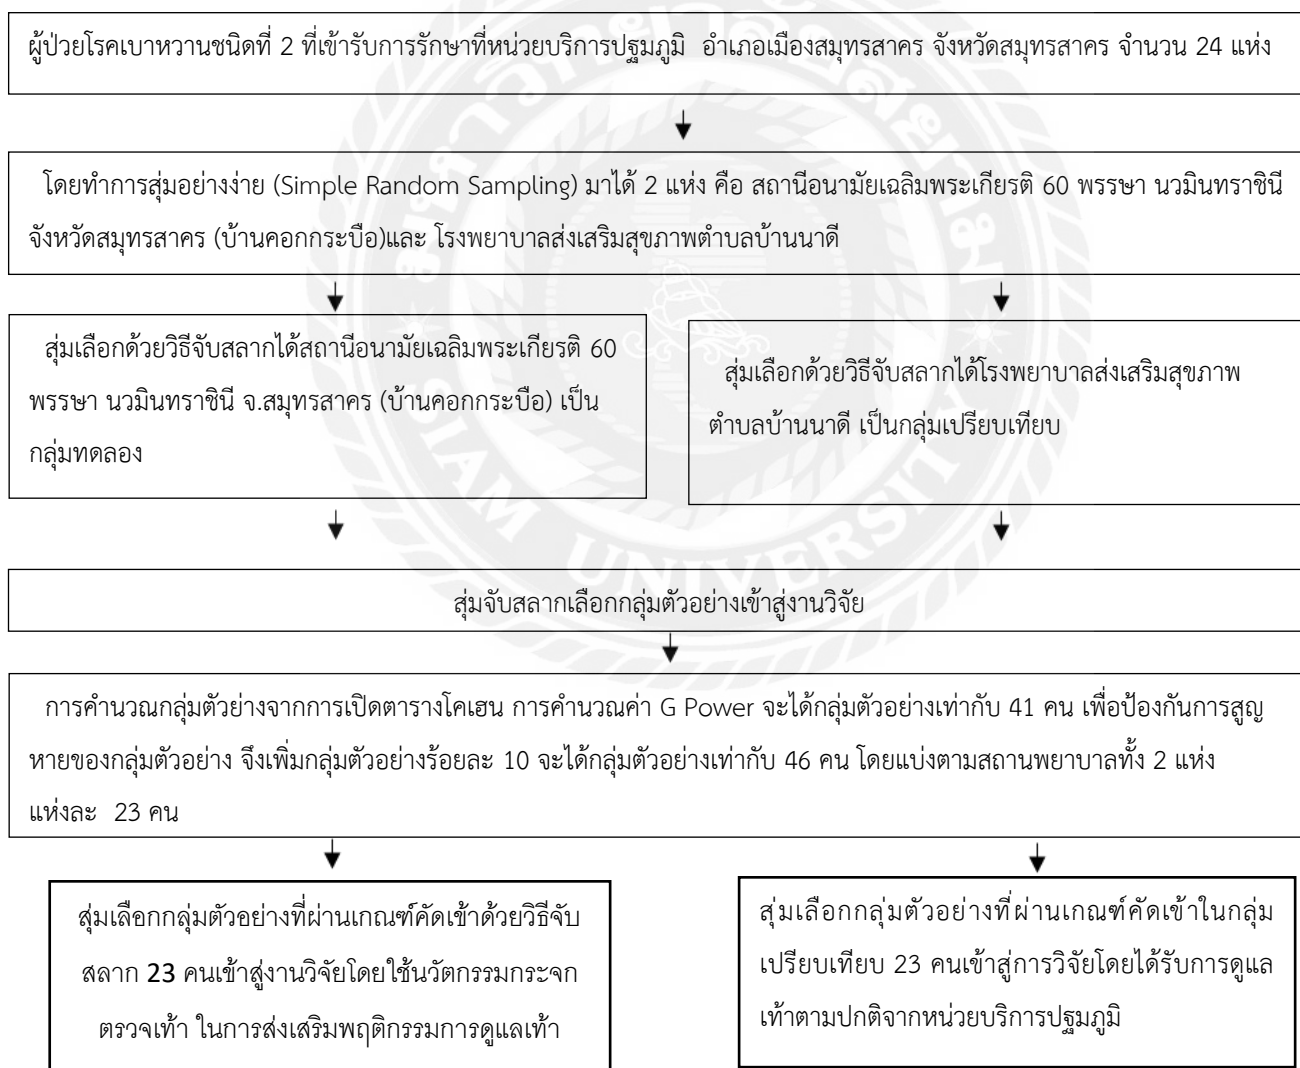 ผู้ป่วยโรคเบาหวานชนิดที่ 2 ที่เข้ารับการรักษาที่หน่วยบริการปฐมภูมิ อำเภอเมืองสมุทรสาคร จังหวัดสมุทรสาคร จำนวน 24 แห่ง
โดยทำการสุ่มอย่างง่าย (Simple Random Sampling) มาได้ 2 แห่ง คือ สถานีอนามัยเฉลิมพระเกียรติ 60 พรรษา นวมินทราชินี
จังหวัดสมุทรสาคร (บ้านคอกกระบือ)และ โรงพยาบาลส่งเสริมสุขภาพตำบลบ้านนาดี
สุ่มเลือกด้วยวิธีจับสลากได้สถานีอนามัยเฉลิมพระเกียรติ 60
พรรษา นวมินทราชินี จ.สมุทรสาคร (บ้านคอกกระบือ) เป็น
กลุ่มทดลอง
สุ่มเลือกด้วยวิธีจับสลากได้โรงพยาบาลส่งเสริมสุขภาพ
ตำบลบ้านนาดี เป็นกลุ่มเปรียบเทียบ
สุ่มจับสลากเลือกกลุ่มตัวอย่างเข้าสู่งานวิจัย
การคำนวณกลุ่มตัวย่างจากการเปิดตารางโคเฮน การคำนวณค่า G Power จะได้กลุ่มตัวอย่างเท่ากับ 41 คน เพื่อป้องกันการสูญ
หายของกลุ่มตัวอย่าง จึงเพิ่มกลุ่มตัวอย่างร้อยละ 10 จะได้กลุ่มตัวอย่างเท่ากับ 46 คน โดยแบ่งตามสถานพยาบาลทั้ง 2 แห่ง
แห่งละ 23 คน
สุ่มเลือกกลุ่มตัวอย่างที่ผ่านเกณฑ์คัดเข้าด้วยวิธีจับ
สลาก 23 คนเข้าสู่งานวิจัยโดยใช้นวัตกรรมกระจก
ตรวจเท้า ในการส่งเสริมพฤติกรรมการดูแลเท้า
สุ่มเลือกกลุ่มตัวอย่างที่ผ่านเกณฑ์คัดเข้าในกลุ่ม
เปรียบเทียบ 23 คนเข้าสู่การวิจัยโดยได้รับการดูแล
เท้าตามปกติจากหน่วยบริการปฐมภูมิ
มหาวิทยาลัยสยาม
SIAM UNIVERSITY